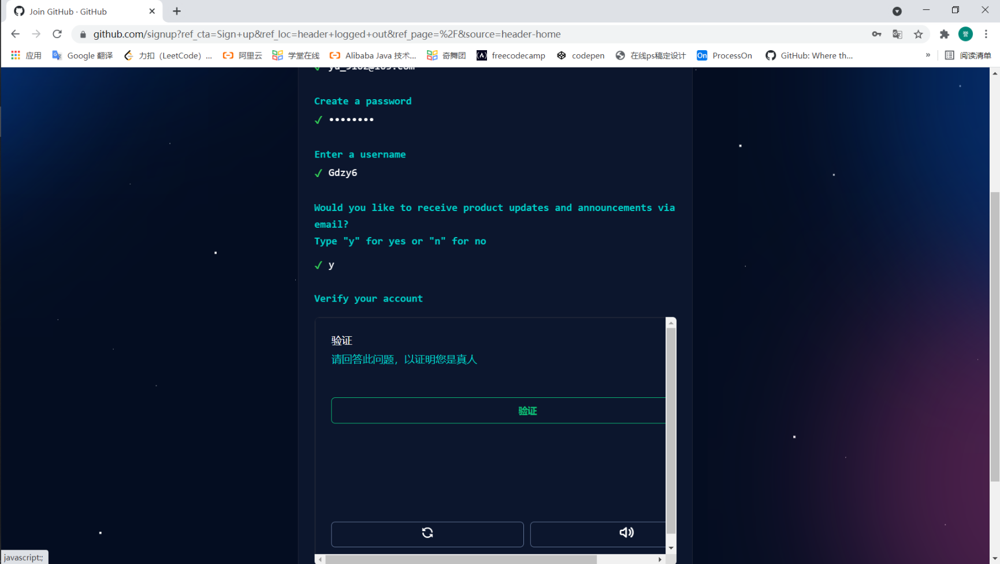 Join GitHub · GitHub
github.com/signup?ref_cta=Sign+up&ref_loc=header+logged+out&ref_page=%2F&source=header-home
誉
应用 Google 翻译 力扣 (LeetCode) ... 阿里云 学堂在线 Alibaba Java 技术... 奇舞团 freecodecamp codepen 在线ps稿定设计 On ProcessOn GitHub: Where th... » 阅读清单
Create a password
✓ ••••••••
Enter a username
✓ Gdzy6
Would you like to receive product updates and announcements via
email?
Type "y" for yes or "n" for no
✓ y
Verify your account
验证
请回答此问题，以证明您是真人
验证
javascript:;